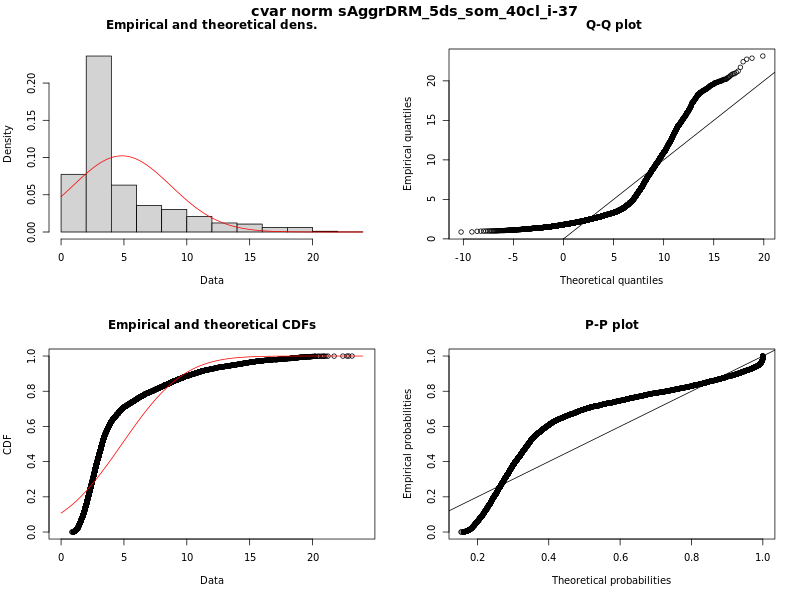 cvar norm sAggrDRM_5ds_som_40cl_i-37
Empirical and theoretical dens.
Density
0.00 0.05 0.10 0.15 0.20
0 5 10 15 20
Data
Q-Q plot
Empirical quantiles
0 5 10 15 20
-10 -5 0 5 10 15 20
Theoretical quantiles
Empirical and theoretical CDFs
CDF
0.0 0.2 0.4 0.6 0.8 1.0
0 5 10 15 20
Data
P-P plot
Empirical probabilities
0.0 0.2 0.4 0.6 0.8 1.0
0.2 0.4 0.6 0.8 1.0
Theoretical probabilities